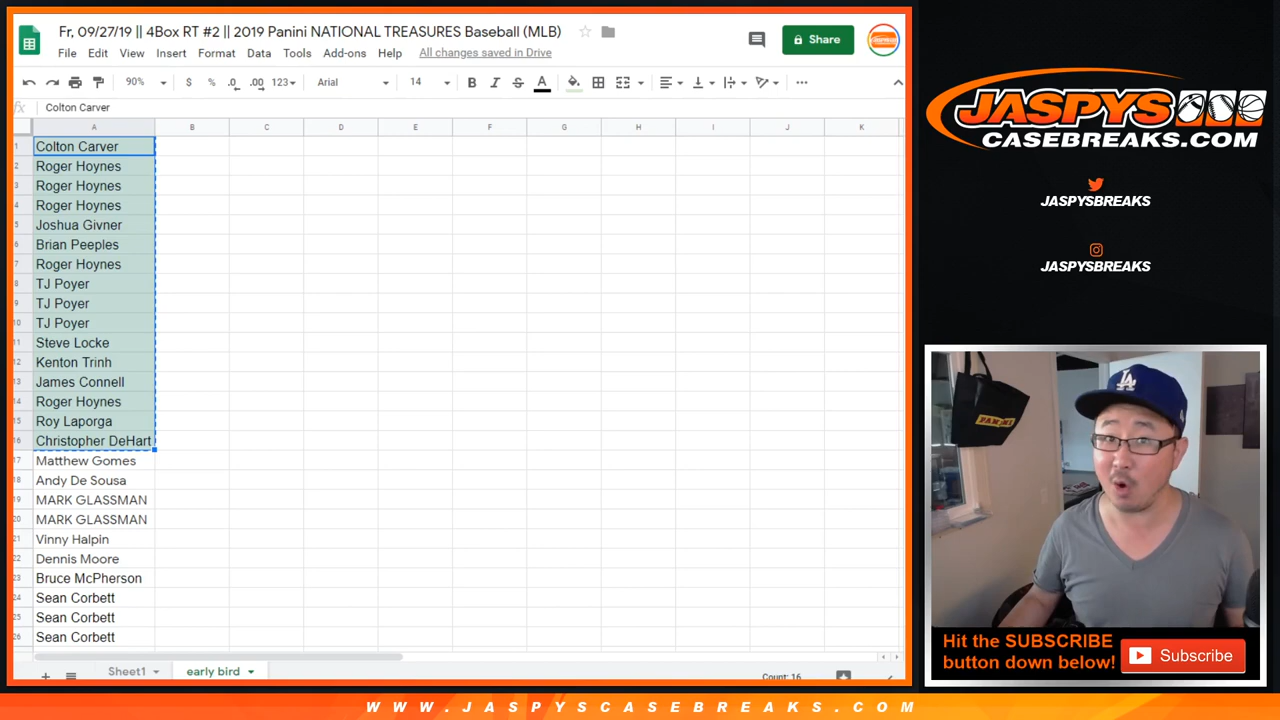 Fr, 09/27/19 || 4Box RT #2 || 2019 Panini NATIONAL TREASURES Baseball (MLB)
File Edit View Insert Format Data Tools Add-ons Help All changes saved in Drive
Share
90% $ % .0 .00 123 Arial 14 B I S A
fx Colton Carver
A B C D E F G H I J K
1 Colton Carver
2 Roger Hoynes
3 Roger Hoynes
4 Roger Hoynes
5 Joshua Givner
6 Brian Peeples
7 Roger Hoynes
8 TJ Poyer
9 TJ Poyer
10 TJ Poyer
11 Steve Locke
12 Kenton Trinh
13 James Connell
14 Roger Hoynes
15 Roy Laporga
16 Christopher DeHart
17 Matthew Gomes
18 Andy De Sousa
19 MARK GLASSMAN
20 MARK GLASSMAN
21 Vinny Halpin
22 Dennis Moore
23 Bruce McPherson
24 Sean Corbett
25 Sean Corbett
26 Sean Corbett
Sheet1 early bird Count: 16
JASPYS
CASEBREAKS.COM
JASPYSBREAKS
JASPYSBREAKS
LA
PANINI
Hit the SUBSCRIBE
button down below!
Subscribe
WWW.JASPYSCASEBREAKS.COM